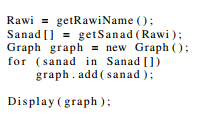 Rawi = getRawiName();
Sanad[] = getSanad(Rawi);
Graph graph = new Graph();
for (sanad in Sanad[])
graph.add(sanad);
Display(graph);